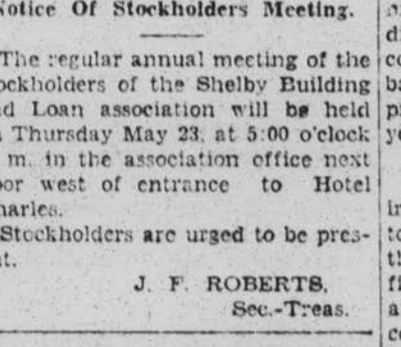 Notice Of Stockholders Meeting.
The regular annual meeting of the
ockholders of the Shelby Building
nd Loan association will be held
Thursday May 23, at 5:00 o'clock
m. in the association office next
oor west of entrance to Hotel
harles.
Stockholders are urged to be pres-
nt.
J. F. ROBERTS,
Sec.-Treas.